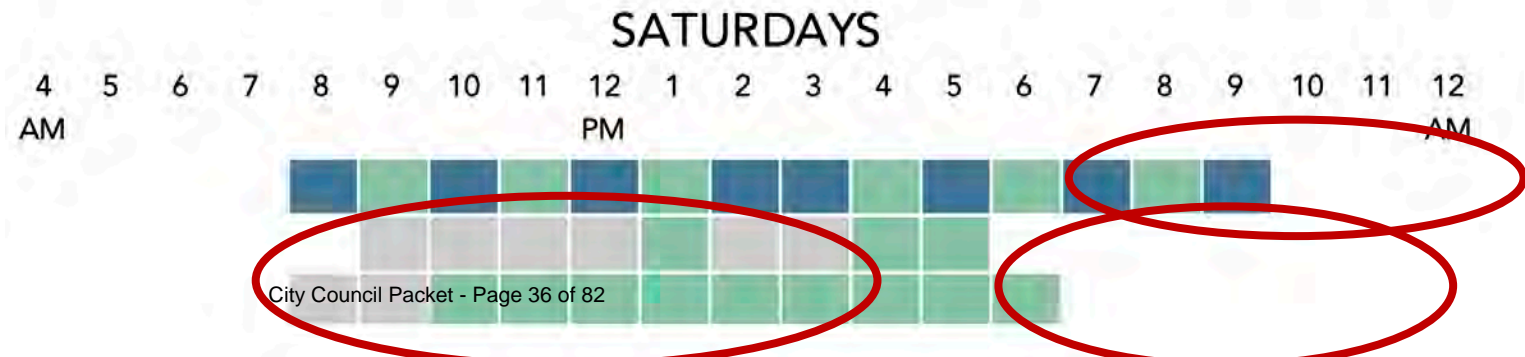 SATURDAYS
4 5 6 7 8 9 10 11 12 1 2 3 4 5 6 7 8 9 10 11 12
AM PM AM
City Council Packet - Page 36 of 82